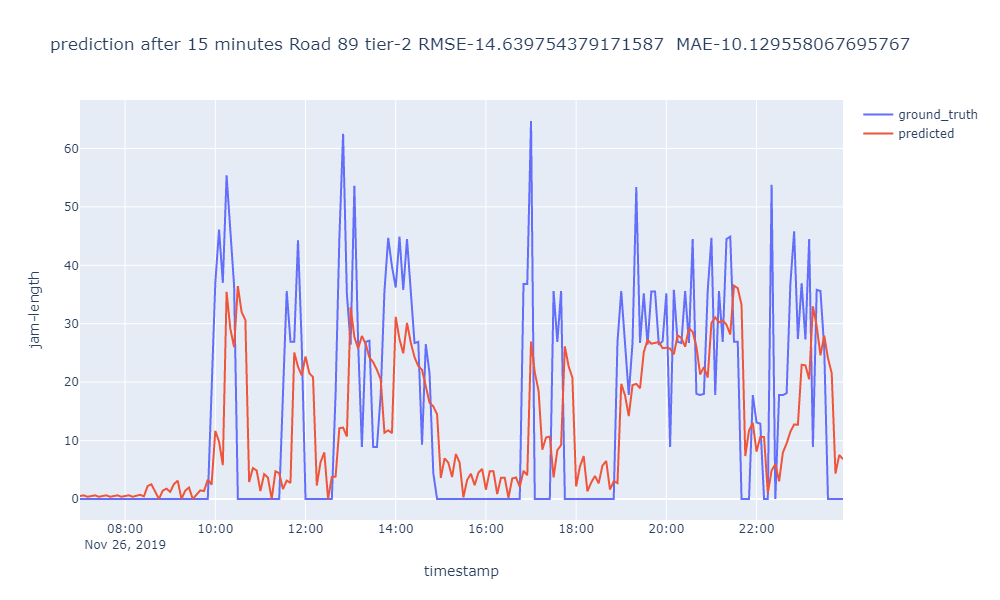 prediction after 15 minutes Road 89 tier-2 RMSE-14.639754379171587  MAE-10.129558067695767
ground_truth
predicted
60
50
40
30
20
10
0
jam-length
08:00 10:00 12:00 14:00 16:00 18:00 20:00 22:00
Nov 26, 2019
timestamp